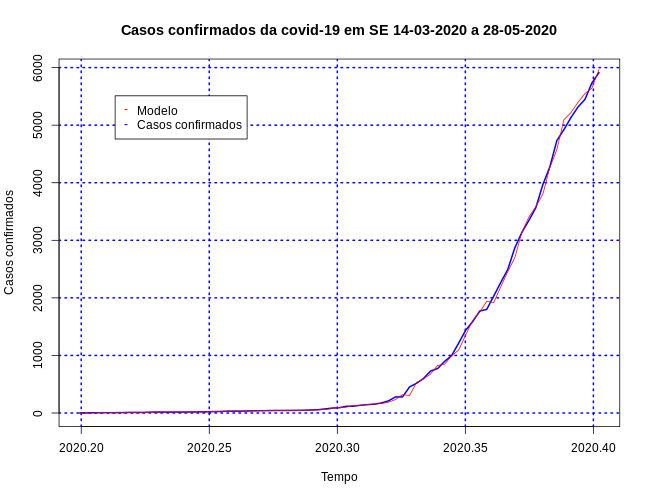 Casos confirmados da covid-19 em SE 14-03-2020 a 28-05-2020
Casos confirmados
6000
5000
4000
3000
2000
1000
0
Modelo
Casos confirmados
2020.20 2020.25 2020.30 2020.35 2020.40
Tempo